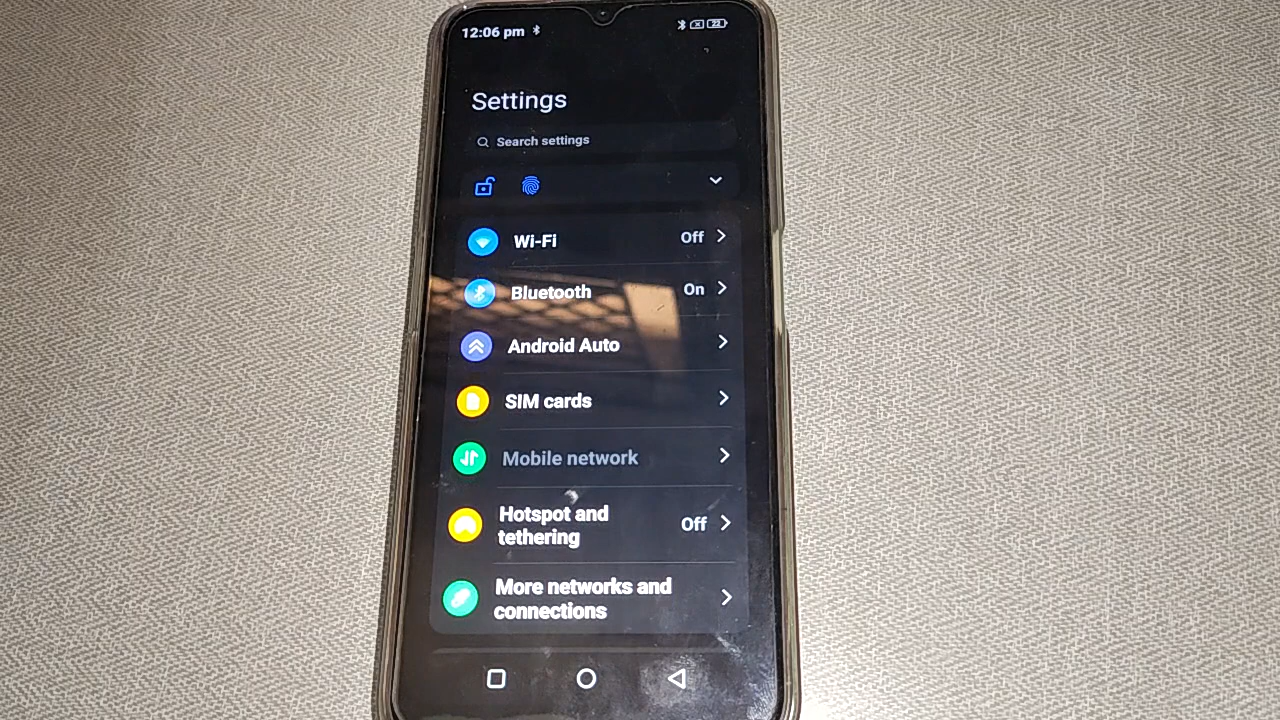 12:06 pm 22
Settings
Search settings
Wi-Fi Off
Bluetooth On
Android Auto
SIM cards
Mobile network
Hotspot and
tethering Off
More networks and
connections